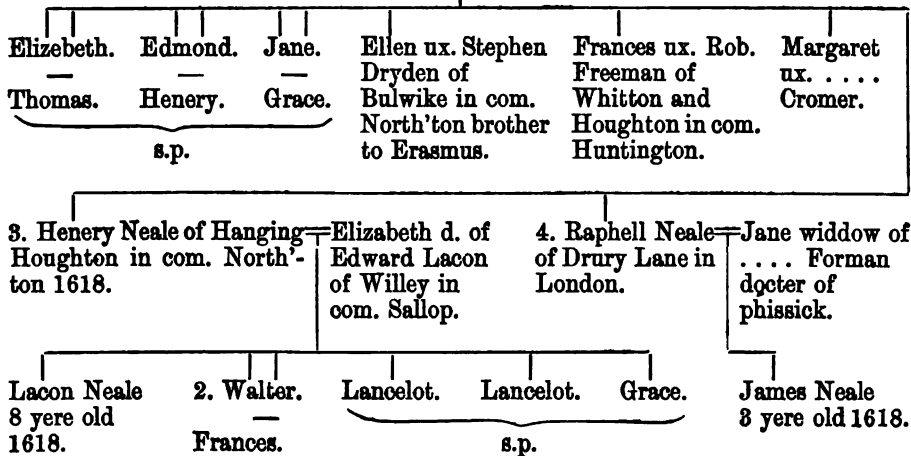 Elizebeth. Edmond. Jane. Ellen ux. Stephen Frances ux. Rob. Margaret
— — — Dryden of Freeman of ux. . . . . .
Thomas. Henery. Grace. Bulwike in com. Whitton and Cromer.
North'ton brother Houghton in com.
s.p. to Erasmus. Huntington.
3. Henery Neale of Hanging=Elizabeth d. of 4. Raphell Neale=Jane widdow of
Houghton in com. North'- Edward Lacon of Drury Lane in . . . . Forman
ton 1618. of Willey in London. docter of
com. Sallop. phissick.
Lacon Neale 2. Walter. Lancelot. Lancelot. Grace. James Neale
8 yere old — 3 yere old 1618.
1618. Frances. s.p.